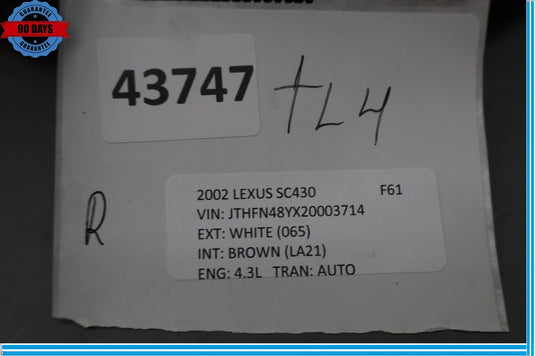 GUARANTEE
90 DAYS
GUARANTEE
43747
TL4
R
2002 LEXUS SC430 F61
VIN: JTHFN48YX20003714
EXT: WHITE (065)
INT: BROWN (LA21)
ENG: 4.3L TRAN: AUTO